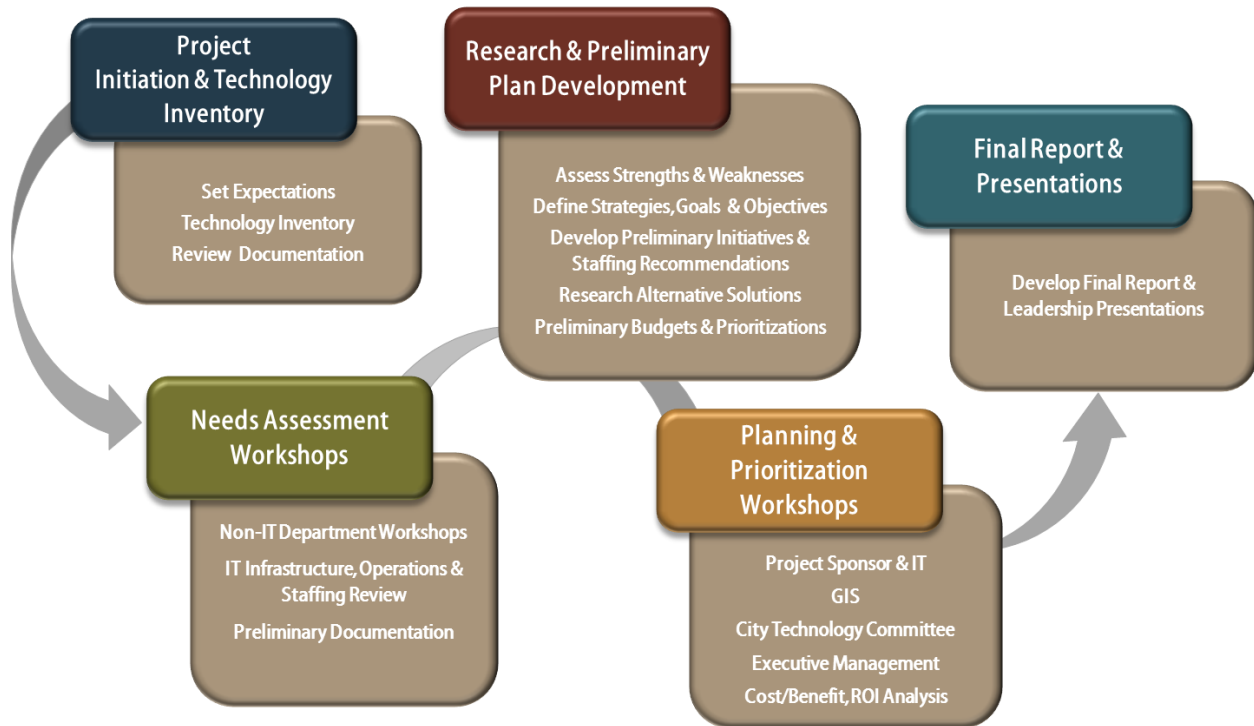 Project
Initiation & Technology
Inventory
Set Expectations
Technology Inventory
Review Documentation
Needs Assessment
Workshops
Non-IT Department Workshops
IT Infrastructure, Operations &
Staffing Review
Preliminary Documentation
Research & Preliminary
Plan Development
Assess Strengths & Weaknesses
Define Strategies, Goals & Objectives
Develop Preliminary Initiatives &
Staffing Recommendations
Research Alternative Solutions
Preliminary Budgets & Prioritizations
Planning &
Prioritization
Workshops
Project Sponsor & IT
GIS
City Technology Committee
Executive Management
Cost/Benefit, ROI Analysis
Final Report &
Presentations
Develop Final Report &
Leadership Presentations